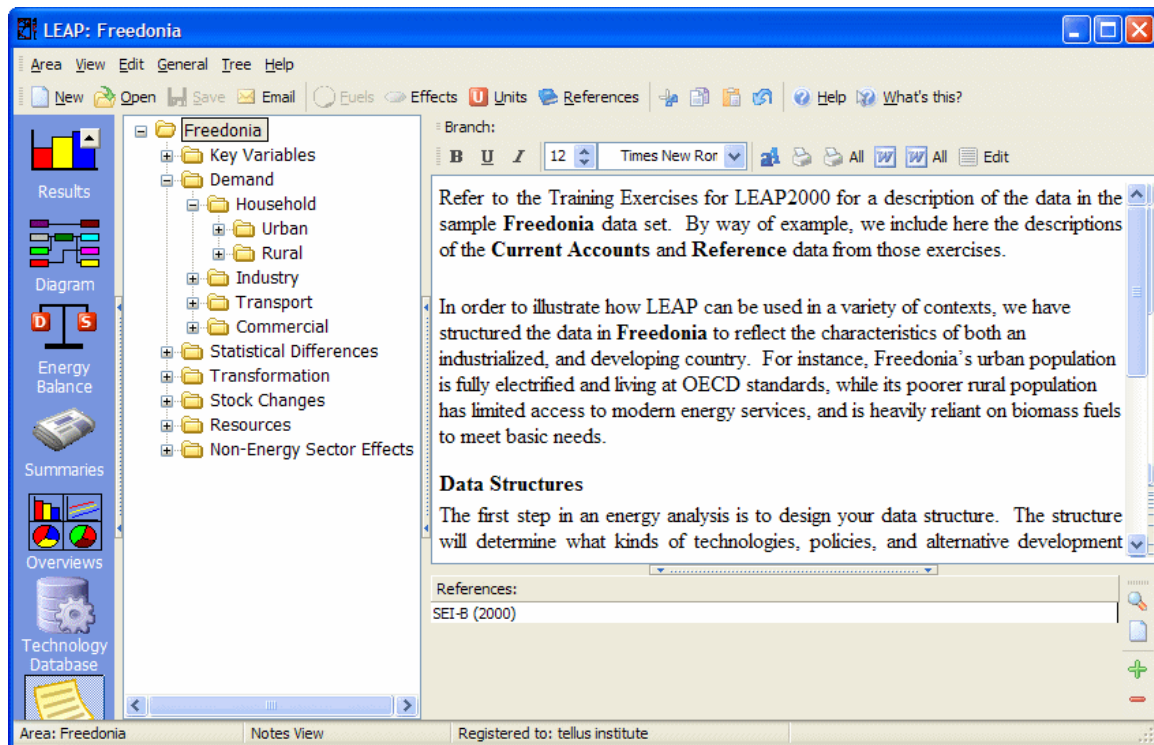 LEAP: Freedonia
Area View Edit General Tree Help
New Open Save Email Fuels Effects U Units References Help What's this?
Results
Diagram
D S
Energy
Balance
Summaries
Overviews
Technology
Database
Freedonia
Key Variables
Demand
Household
Urban
Rural
Industry
Transport
Commercial
Statistical Differences
Transformation
Stock Changes
Resources
Non-Energy Sector Effects
Branch:
B U I 12 Times New Ror All W W All Edit
Refer to the Training Exercises for LEAP2000 for a description of the data in the
sample Freedonia data set. By way of example, we include here the descriptions
of the Current Accounts and Reference data from those exercises.
In order to illustrate how LEAP can be used in a variety of contexts, we have
structured the data in Freedonia to reflect the characteristics of both an
industrialized, and developing country. For instance, Freedonia's urban population
is fully electrified and living at OECD standards, while its poorer rural population
has limited access to modern energy services, and is heavily reliant on biomass fuels
to meet basic needs.
Data Structures
The first step in an energy analysis is to design your data structure. The structure
will determine what kinds of technologies, policies, and alternative development
References:
SEI-B (2000)
Area: Freedonia Notes View Registered to: tellus institute